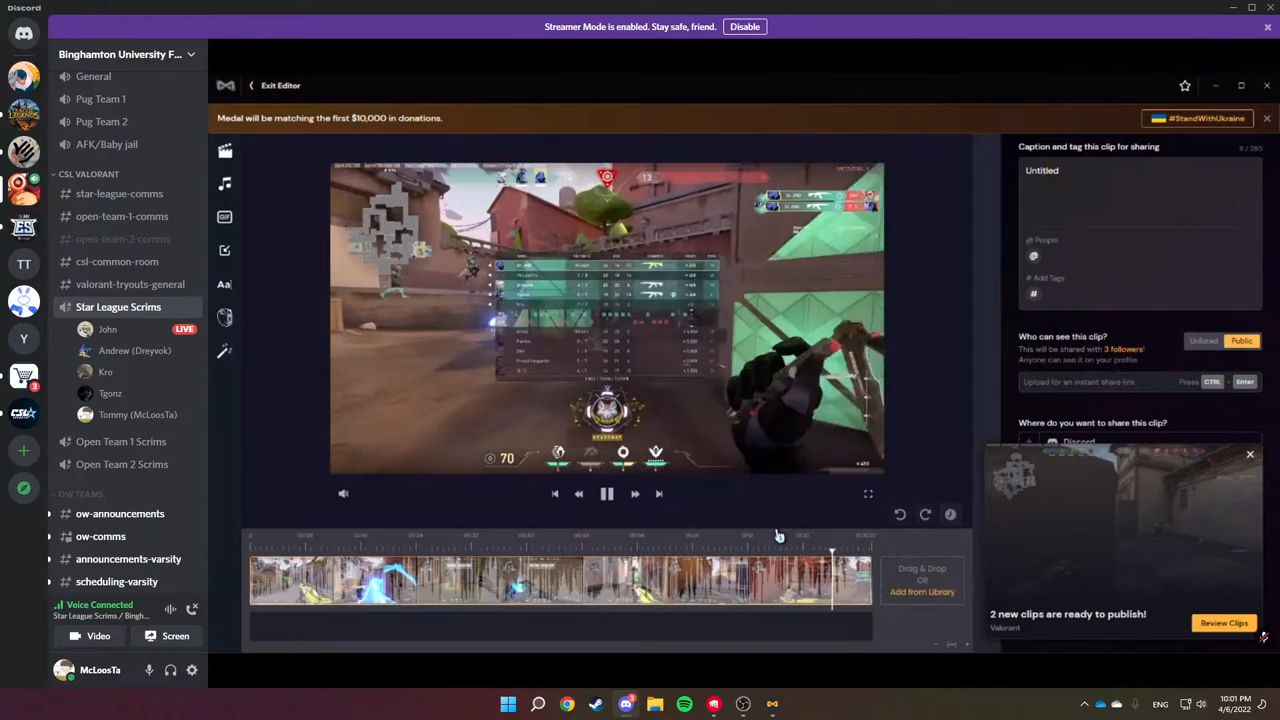 Discord
Streamer Mode is enabled. Stay safe, friend.
Disable
Binghamton University F...
General
Pug Team 1
Pug Team 2
AFK/Baby jail
CSL VALORANT
star-league-comms
open-team-1-comms
open-team-2-comms
csl-common-room
valorant-tryouts-general
Star League Scrims
John
LIVE
Andrew (Dreyvok)
Kro
Tgonz
Tommy (McLoosTa)
Open Team 1 Scrims
Open Team 2 Scrims
OW TEAMS
ow-announcements
ow-comms
announcements-varsity
scheduling-varsity
Voice Connected
Star League Scrims / Bingh...
Video
Screen
McLoosTa
TT
Y
3
Exit Editor
Medal will be matching the first $10,000 in donations.
#StandWithUkraine
GIF
Aa
13
70
Drag & Drop
OR
Add from Library
Caption and tag this clip for sharing
8 / 250
Untitled
@ People
@
# Add Tags
#
Who can see this clip?
This will be shared with 3 followers!
Anyone can see it on your profile.
Unlisted
Public
Upload for an instant share link.
Press CTRL + Enter
Where do you want to share this clip?
Discord
2 new clips are ready to publish!
Valorant
Review Clips
ENG
10:01 PM
4/6/2022